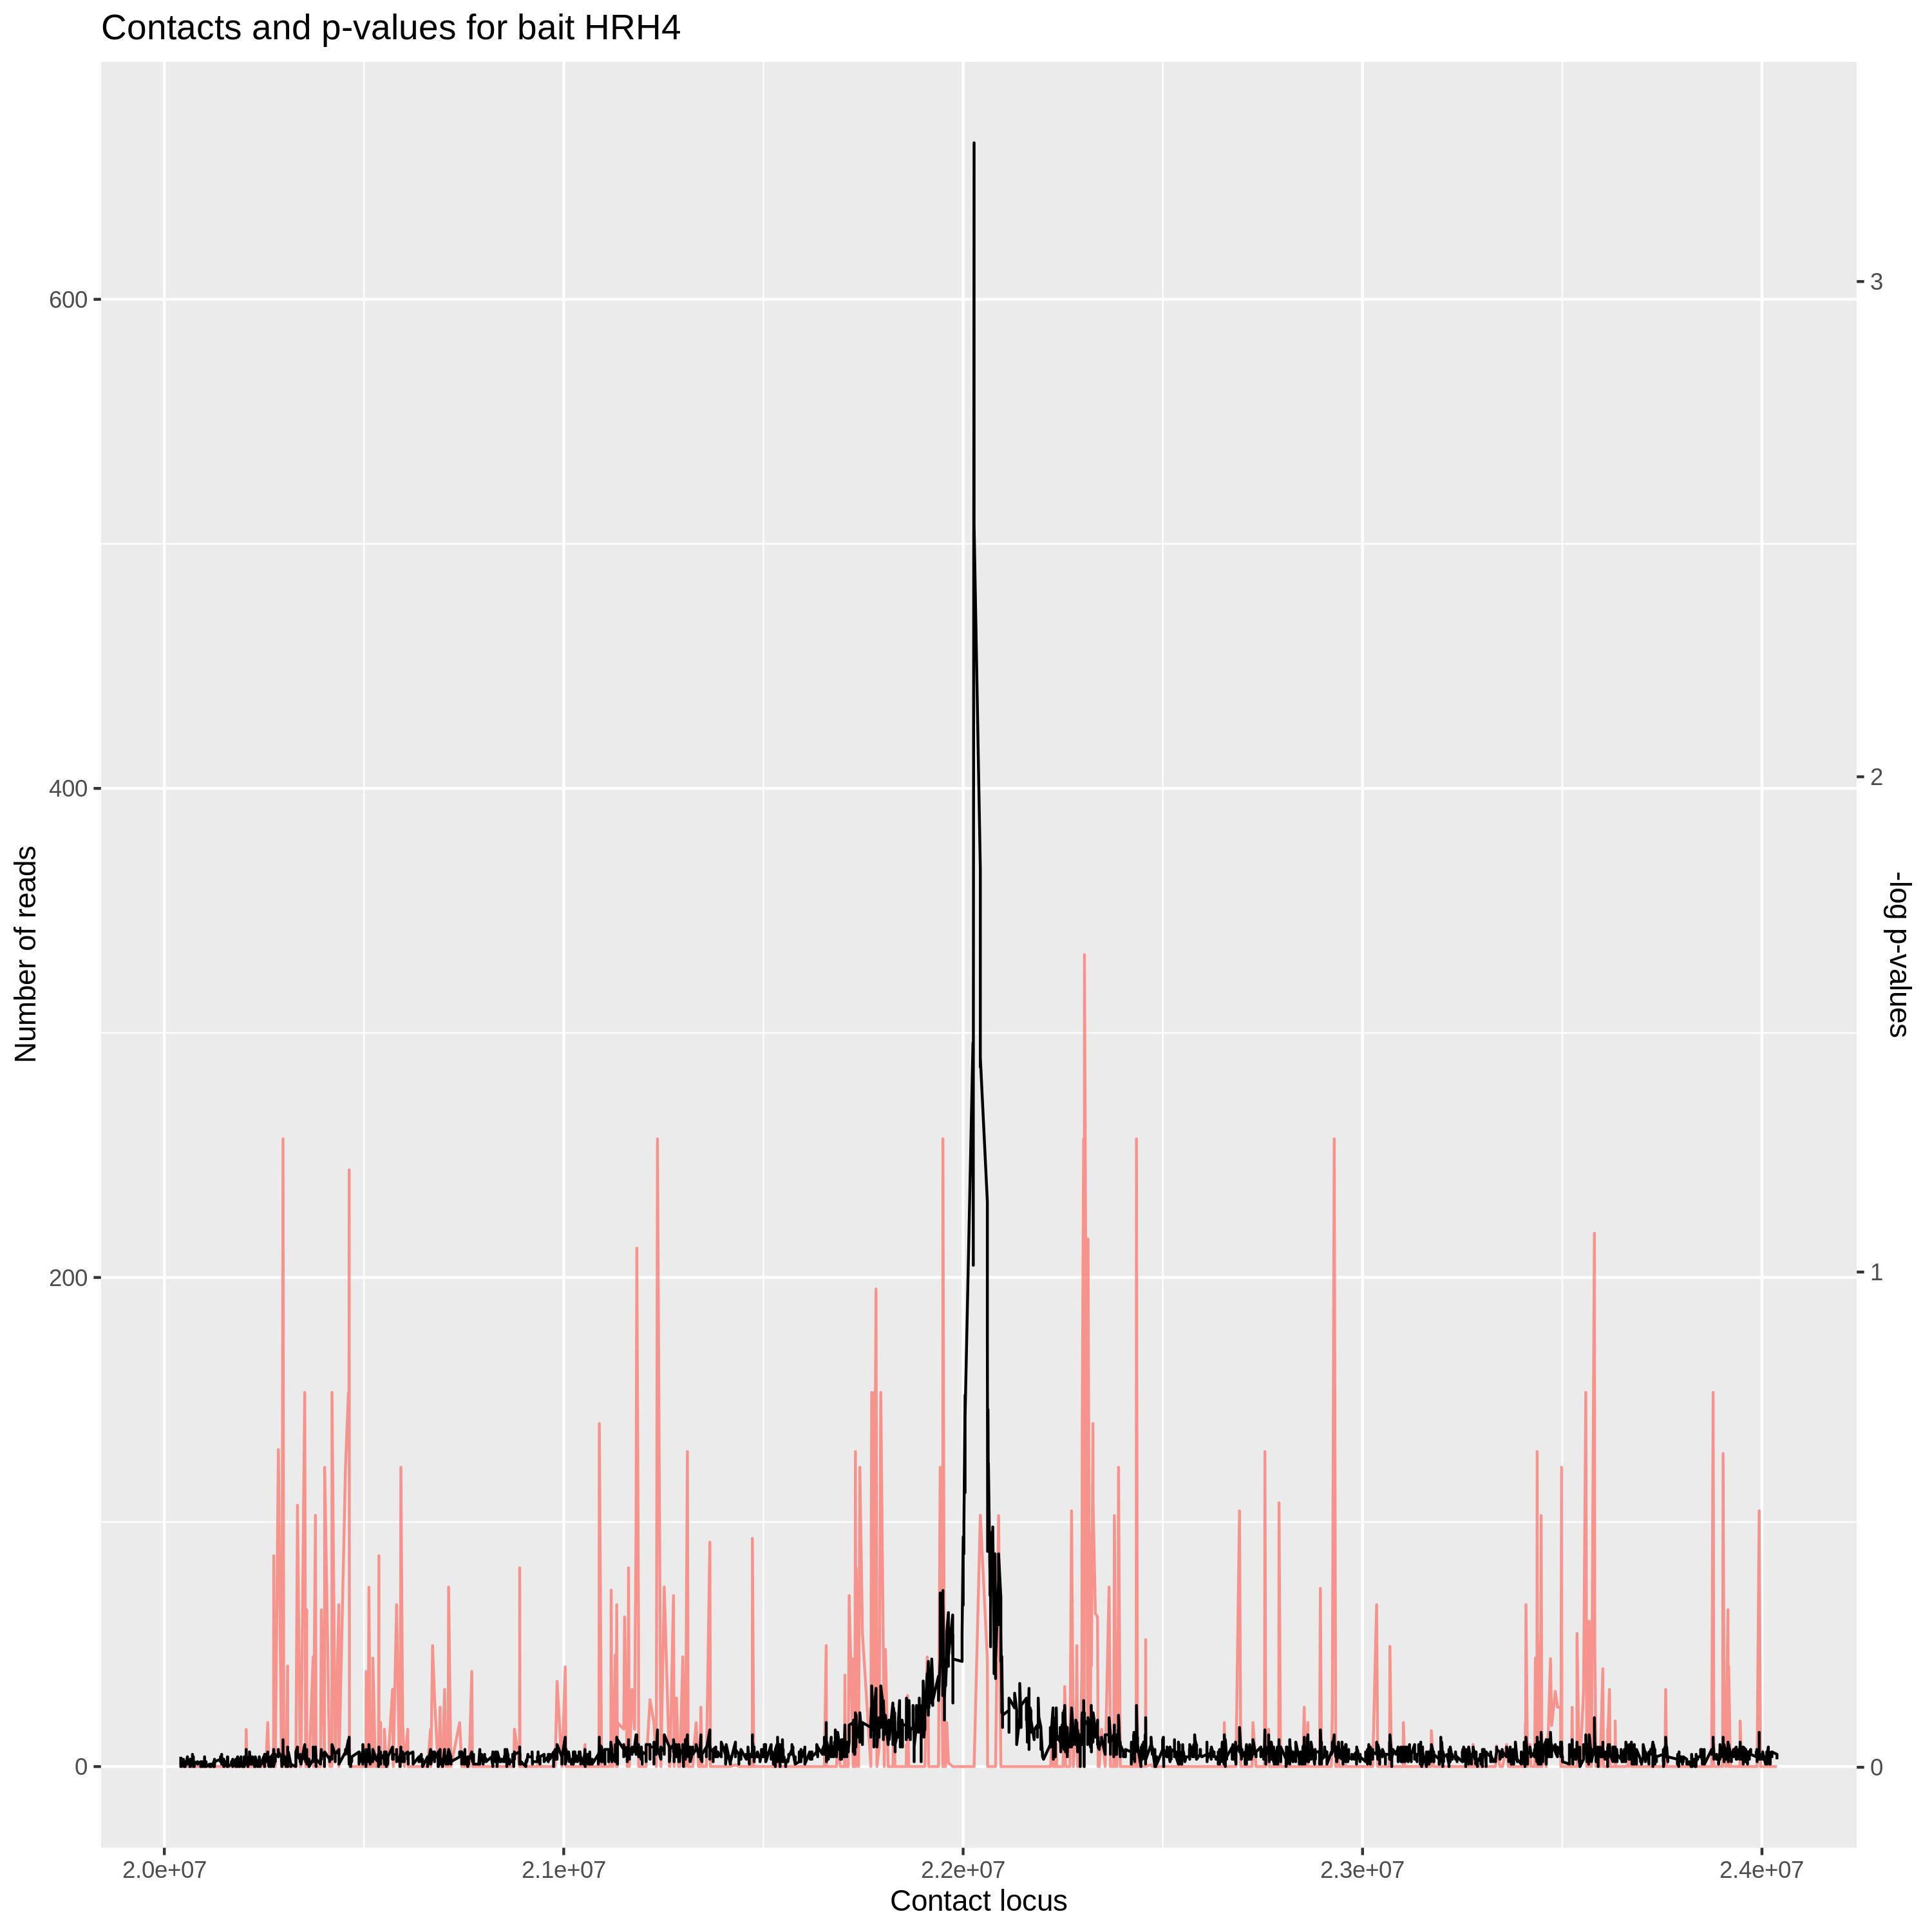 Contacts and p-values for bait HRH4
600
400
200
0
3
2
1
0
Number of reads
-log p-values
2.0e+07
2.1e+07
2.2e+07
2.3e+07
2.4e+07
Contact locus